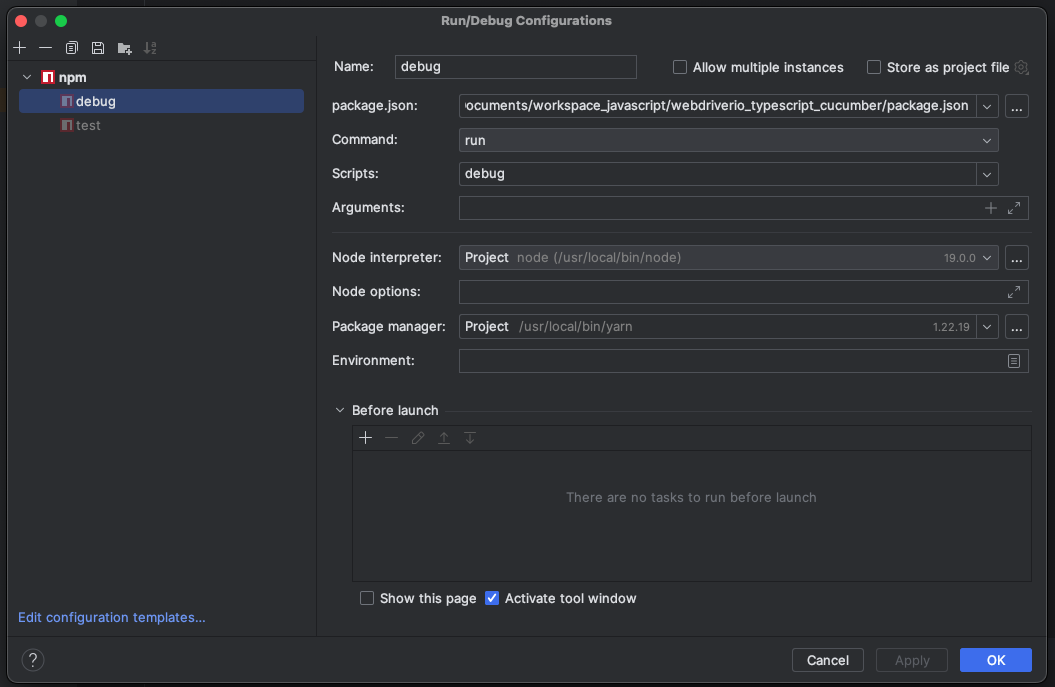 Run/Debug Configurations
npm
debug
test
Edit configuration templates...
?
Name: debug
Allow multiple instances
Store as project file
package.json: ocuments/workspace_javascript/webdriverio_typescript_cucumber/package.json ...
Command: run
Scripts: debug
Arguments:
Node interpreter: Project node (/usr/local/bin/node) 19.0.0 ...
Node options:
Package manager: Project /usr/local/bin/yarn 1.22.19 ...
Environment:
Before launch
There are no tasks to run before launch
Show this page Activate tool window
Cancel Apply OK